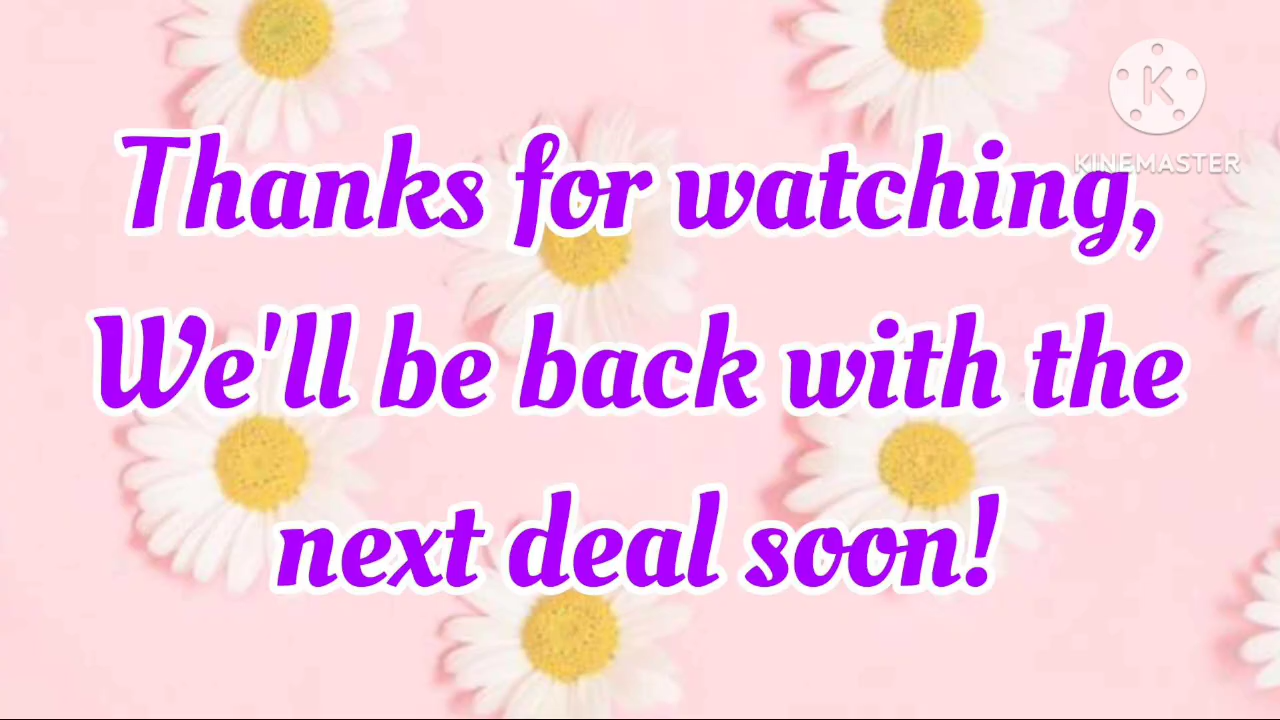 K
KINEMASTER
Thanks for watching,
We'll be back with the
next deal soon!